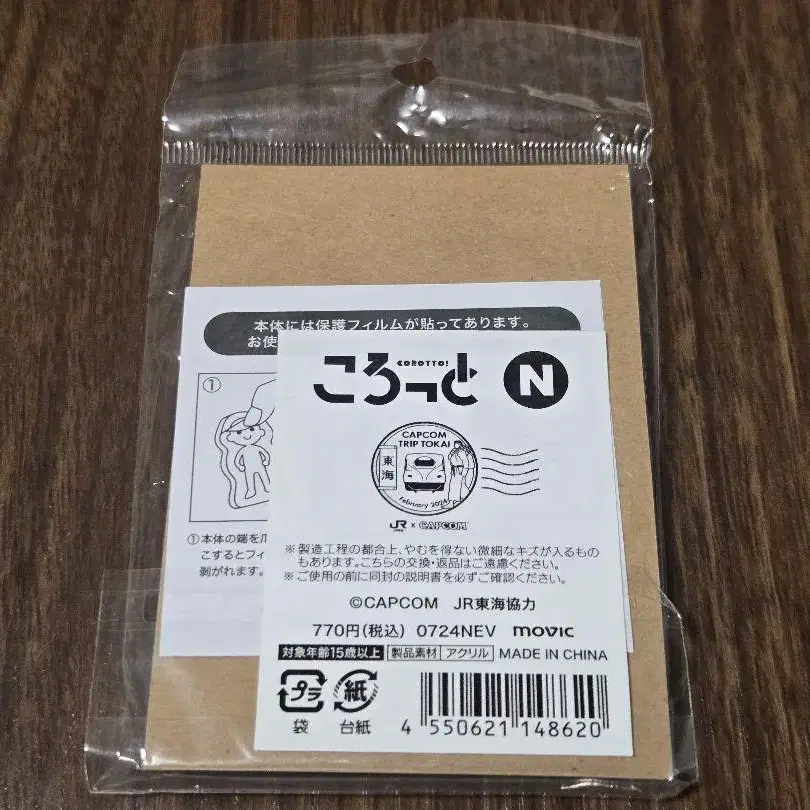 本体には保護フィルムが貼ってあります。
お使
①
①本体の端を爪
こするとフィ
剥がれます。
COROTTO!
ころっと N
CAPCOM
TRIP TOKAI
東海
February 2024
JR × CAPCOM
※製造工程の都合上、やむを得ない微細なキズが入るもの
もあります。こちらの交換・返品はご遠慮ください。
※ご使用の前に同封の説明書を必ずご確認ください。
©CAPCOM JR東海協力
770円(税込) 0724NEV movic
対象年齢15歳以上 製品素材 アクリル MADE IN CHINA
プラ 紙
袋 台紙
4 550621 148620